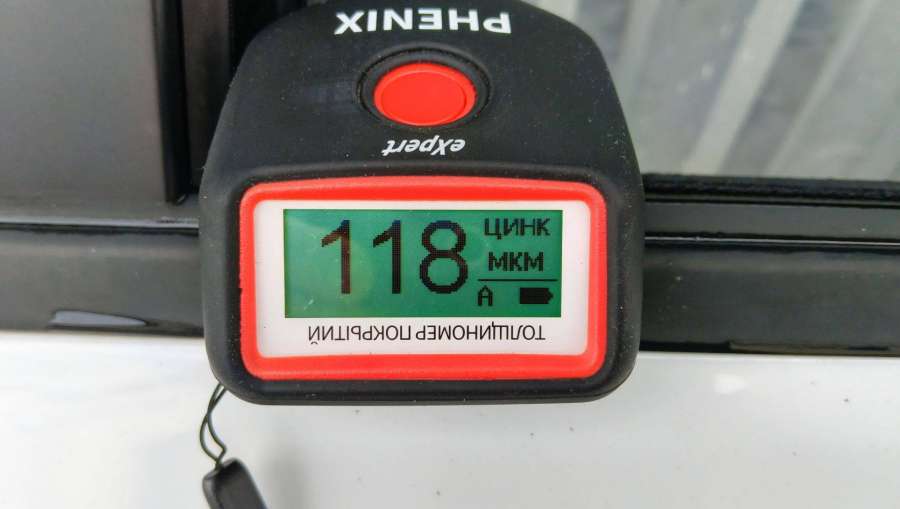 PHENIX
eXpert
118
ЦИНК
МКМ
A
ТОЛЩИНОМЕР ПОКРЫТИЙ